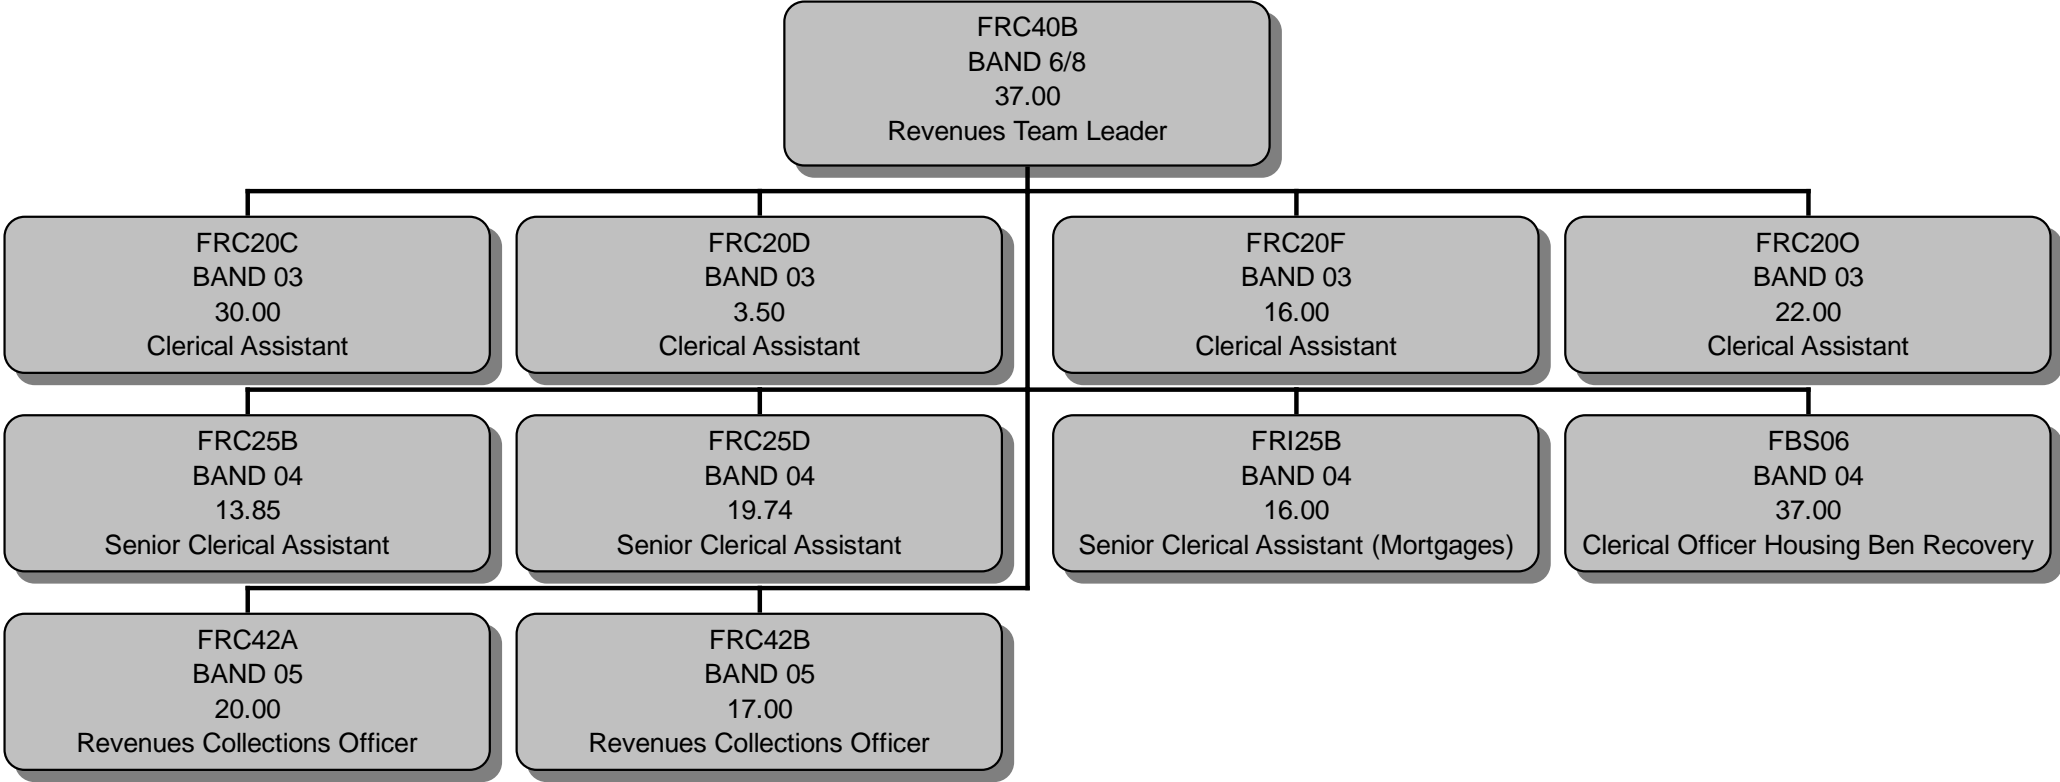 FRC40B
BAND 6/8
37.00
Revenues Team Leader
FRC20C
BAND 03
30.00
Clerical Assistant
FRC20D
BAND 03
3.50
Clerical Assistant
FRC20F
BAND 03
16.00
Clerical Assistant
FRC20O
BAND 03
22.00
Clerical Assistant
FRC25B
BAND 04
13.85
Senior Clerical Assistant
FRC25D
BAND 04
19.74
Senior Clerical Assistant
FRI25B
BAND 04
16.00
Senior Clerical Assistant (Mortgages)
FBS06
BAND 04
37.00
Clerical Officer Housing Ben Recovery
FRC42A
BAND 05
20.00
Revenues Collections Officer
FRC42B
BAND 05
17.00
Revenues Collections Officer